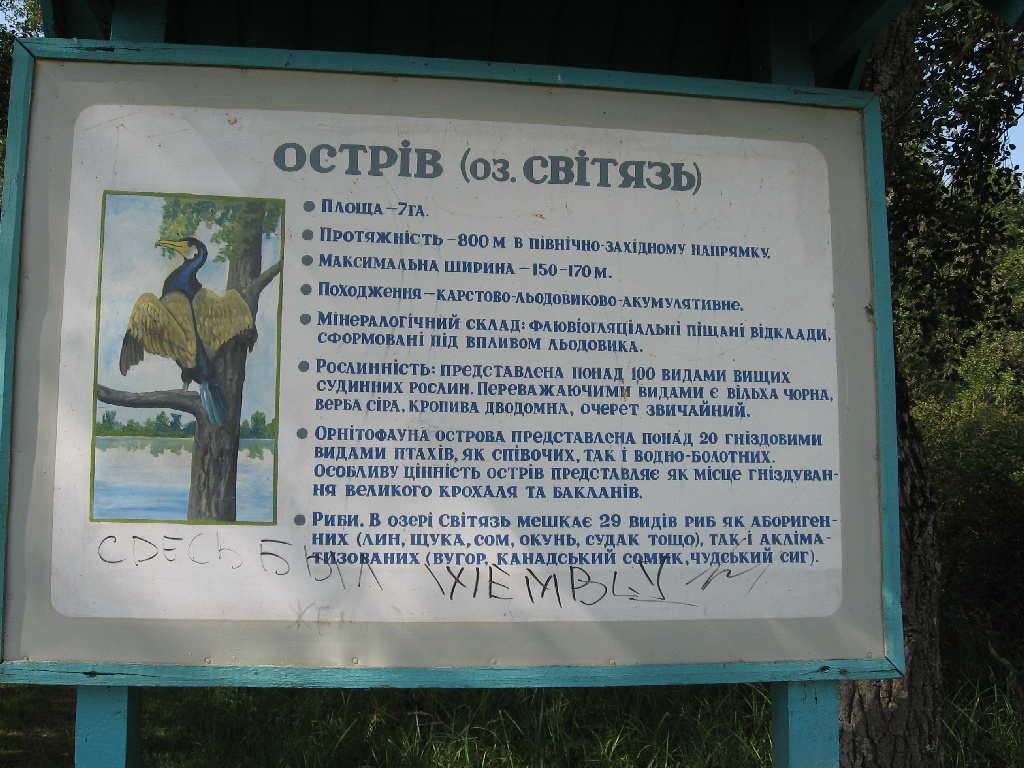 ОСТРІВ (оз. СВІТЯЗЬ)
• Площа – 7га.
• Протяжність – 800 м в північно-західному напрямку.
• Максимальна ширина – 150-170 м.
• Походження – карстово-льодовиково-акумулятивне.
• Мінералогічний склад: флювіогляціальні піщані відклади,
сформовані під впливом льодовика.
• Рослинність: представлена понад 100 видами вищих
судинних рослин. Переважаючими видами є вільха чорна,
верба сіра, кропива дводомна, очерет звичайний.
• Орнітофауна острова представлена понад 20 гніздовими
видами птахів, як співочих, так і водно-болотних.
Особливу цінність острів представляє як місце гніздуван-
ня великого крохаля та бакланів.
• Риби. В озері Світязь мешкає 29 видів риб як абориген-
них (лин, щука, сом, окунь, судак тощо), так і акліма-
тизованих (вугор, канадський сомик, чудський сиг).
СДЕСЬ БЫЛ